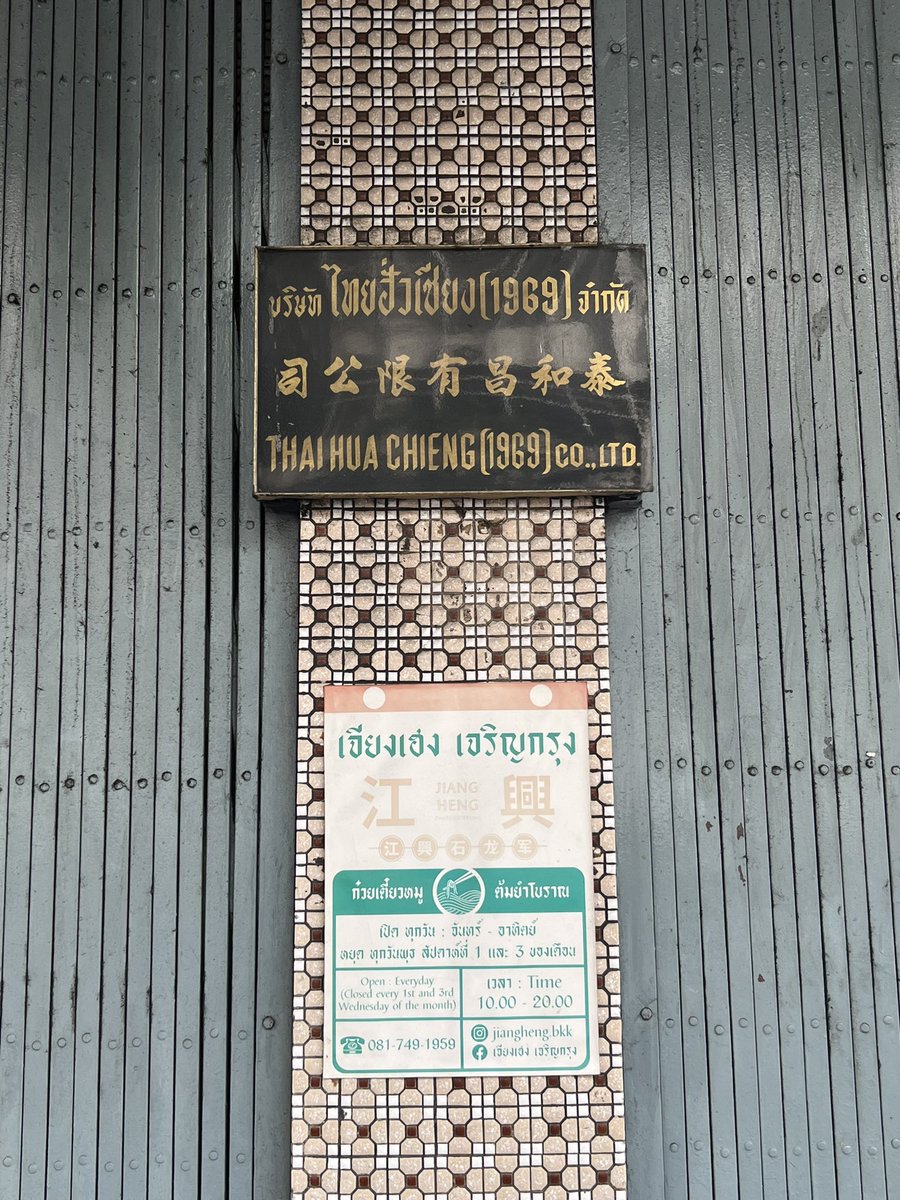 บริษัท ไทยฮั่วเซียง(1969) จำกัด
泰和昌有限公司
THAI HUA CHIENG(1969)CO.,LTD.
เจียงเฮง เจริญกรุง
江 JIANG HENG 興
江興石龙军
ก๋วยเตี๋ยวหมู ต้มยำโบราณ
เปิด ทุกวัน : จันทร์ - อาทิตย์
หยุด ทุกวันพุธ สัปดาห์ที่ 1 และ 3 ของเดือน
Open : Everyday
(Closed every 1st and 3rd
Wednesday of the month)
เวลา : Time
10.00 - 20.00
081-749-1959
jiangheng.bkk
เจียงเฮง เจริญกรุง